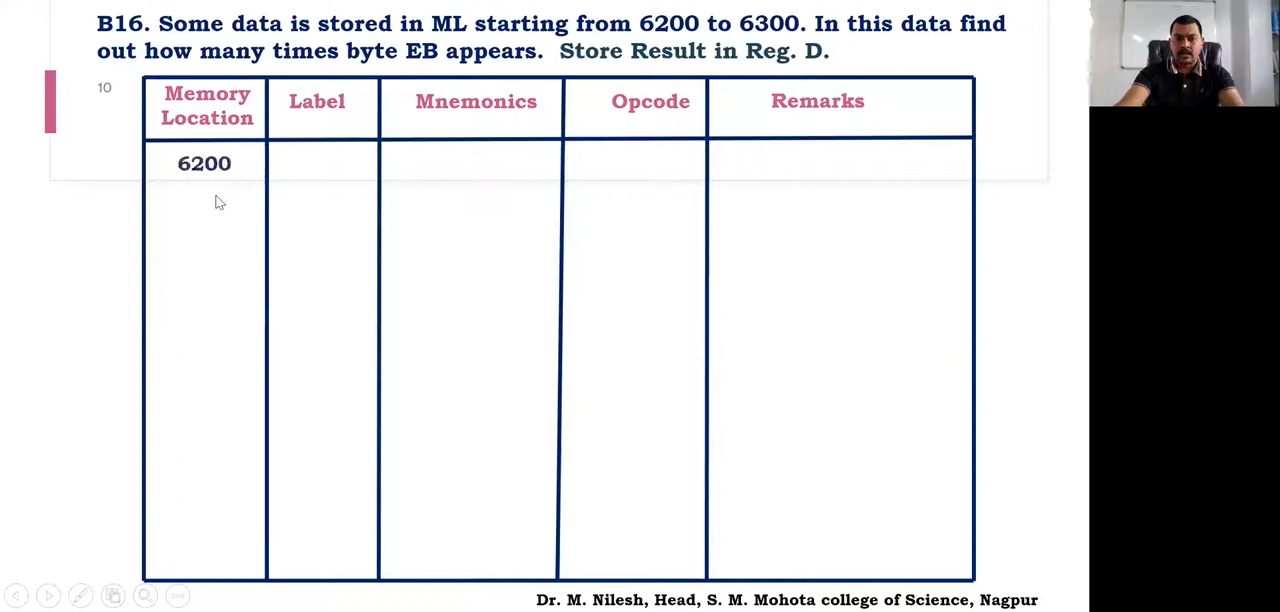 B16. Some data is stored in ML starting from 6200 to 6300. In this data find
out how many times byte EB appears. Store Result in Reg. D.
10
Memory Location Label Mnemonics Opcode Remarks
6200
Dr. M. Nilesh, Head, S. M. Mohota college of Science, Nagpur